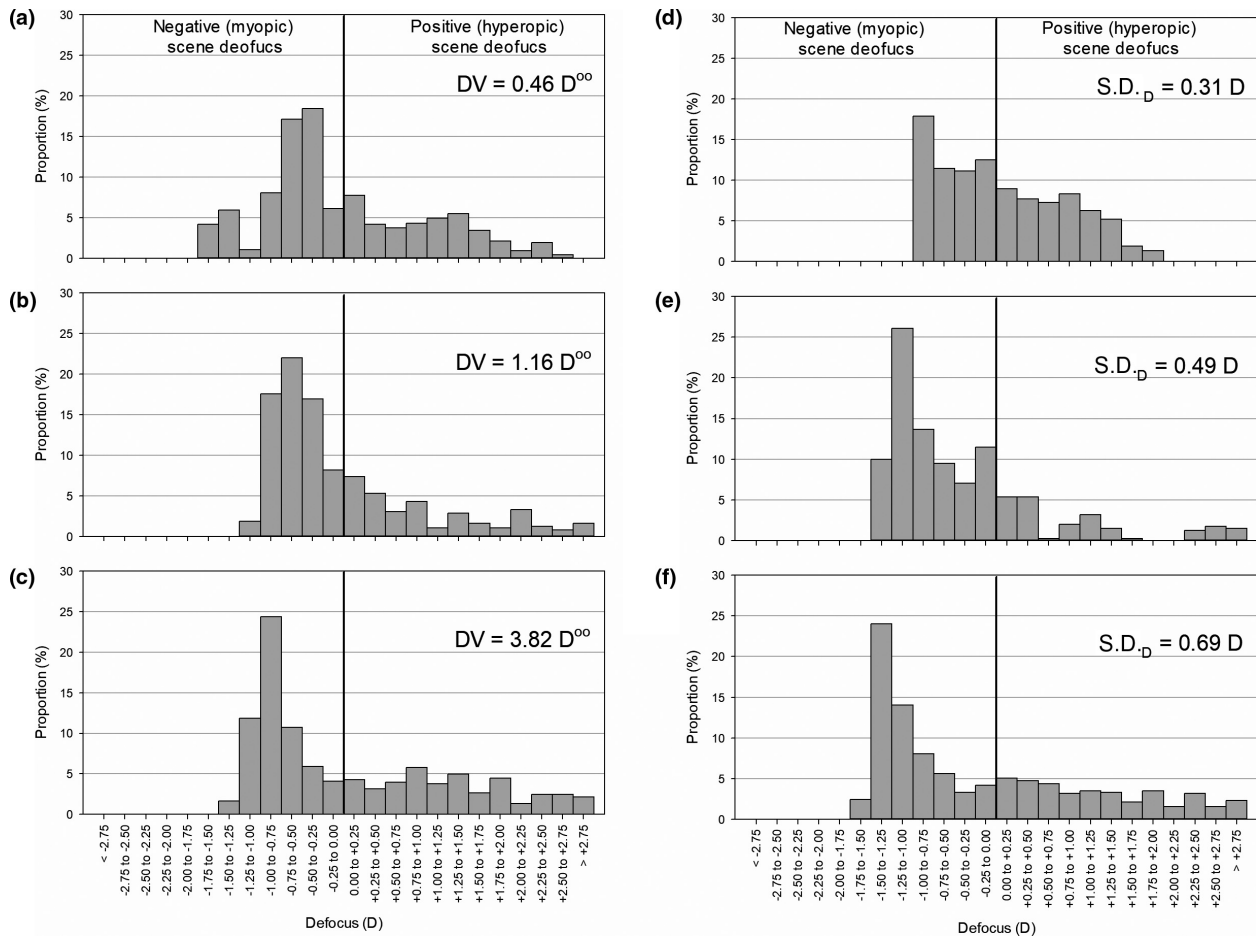 (a)
Proportion (%)
30
25
20
15
10
5
0
Negative (myopic)
scene deofucs
Positive (hyperopic)
scene deofucs
DV = 0.46 D°°
(b)
Proportion (%)
30
25
20
15
10
5
0
DV = 1.16 D°°
(c)
Proportion (%)
30
25
20
15
10
5
0
DV = 3.82 D°°
< -2.75
-2.75 to -2.50
-2.50 to -2.25
-2.25 to -2.00
-2.00 to -1.75
-1.75 to -1.50
-1.50 to -1.25
-1.25 to -1.00
-1.00 to -0.75
-0.75 to -0.50
-0.50 to -0.25
-0.25 to 0.00
0.00 to +0.25
+0.25 to +0.50
+0.50 to +0.75
+0.75 to +1.00
+1.00 to +1.25
+1.25 to +1.50
+1.50 to +1.75
+1.75 to +2.00
+2.00 to +2.25
+2.25 to +2.50
+2.50 to +2.75
> +2.75
Defocus (D)
(d)
Proportion (%)
30
25
20
15
10
5
0
Negative (myopic)
scene deofucs
Positive (hyperopic)
scene deofucs
S.D.D = 0.31 D
(e)
Proportion (%)
30
25
20
15
10
5
0
S.D.D = 0.49 D
(f)
Proportion (%)
30
25
20
15
10
5
0
S.D.D = 0.69 D
< -2.75
-2.75 to -2.50
-2.50 to -2.25
-2.25 to -2.00
-2.00 to -1.75
-1.75 to -1.50
-1.50 to -1.25
-1.25 to -1.00
-1.00 to -0.75
-0.75 to -0.50
-0.50 to -0.25
-0.25 to 0.00
0.00 to +0.25
+0.25 to +0.50
+0.50 to +0.75
+0.75 to +1.00
+1.00 to +1.25
+1.25 to +1.50
+1.50 to +1.75
+1.75 to +2.00
+2.00 to +2.25
+2.25 to +2.50
+2.50 to +2.75
> +2.75
Defocus (D)